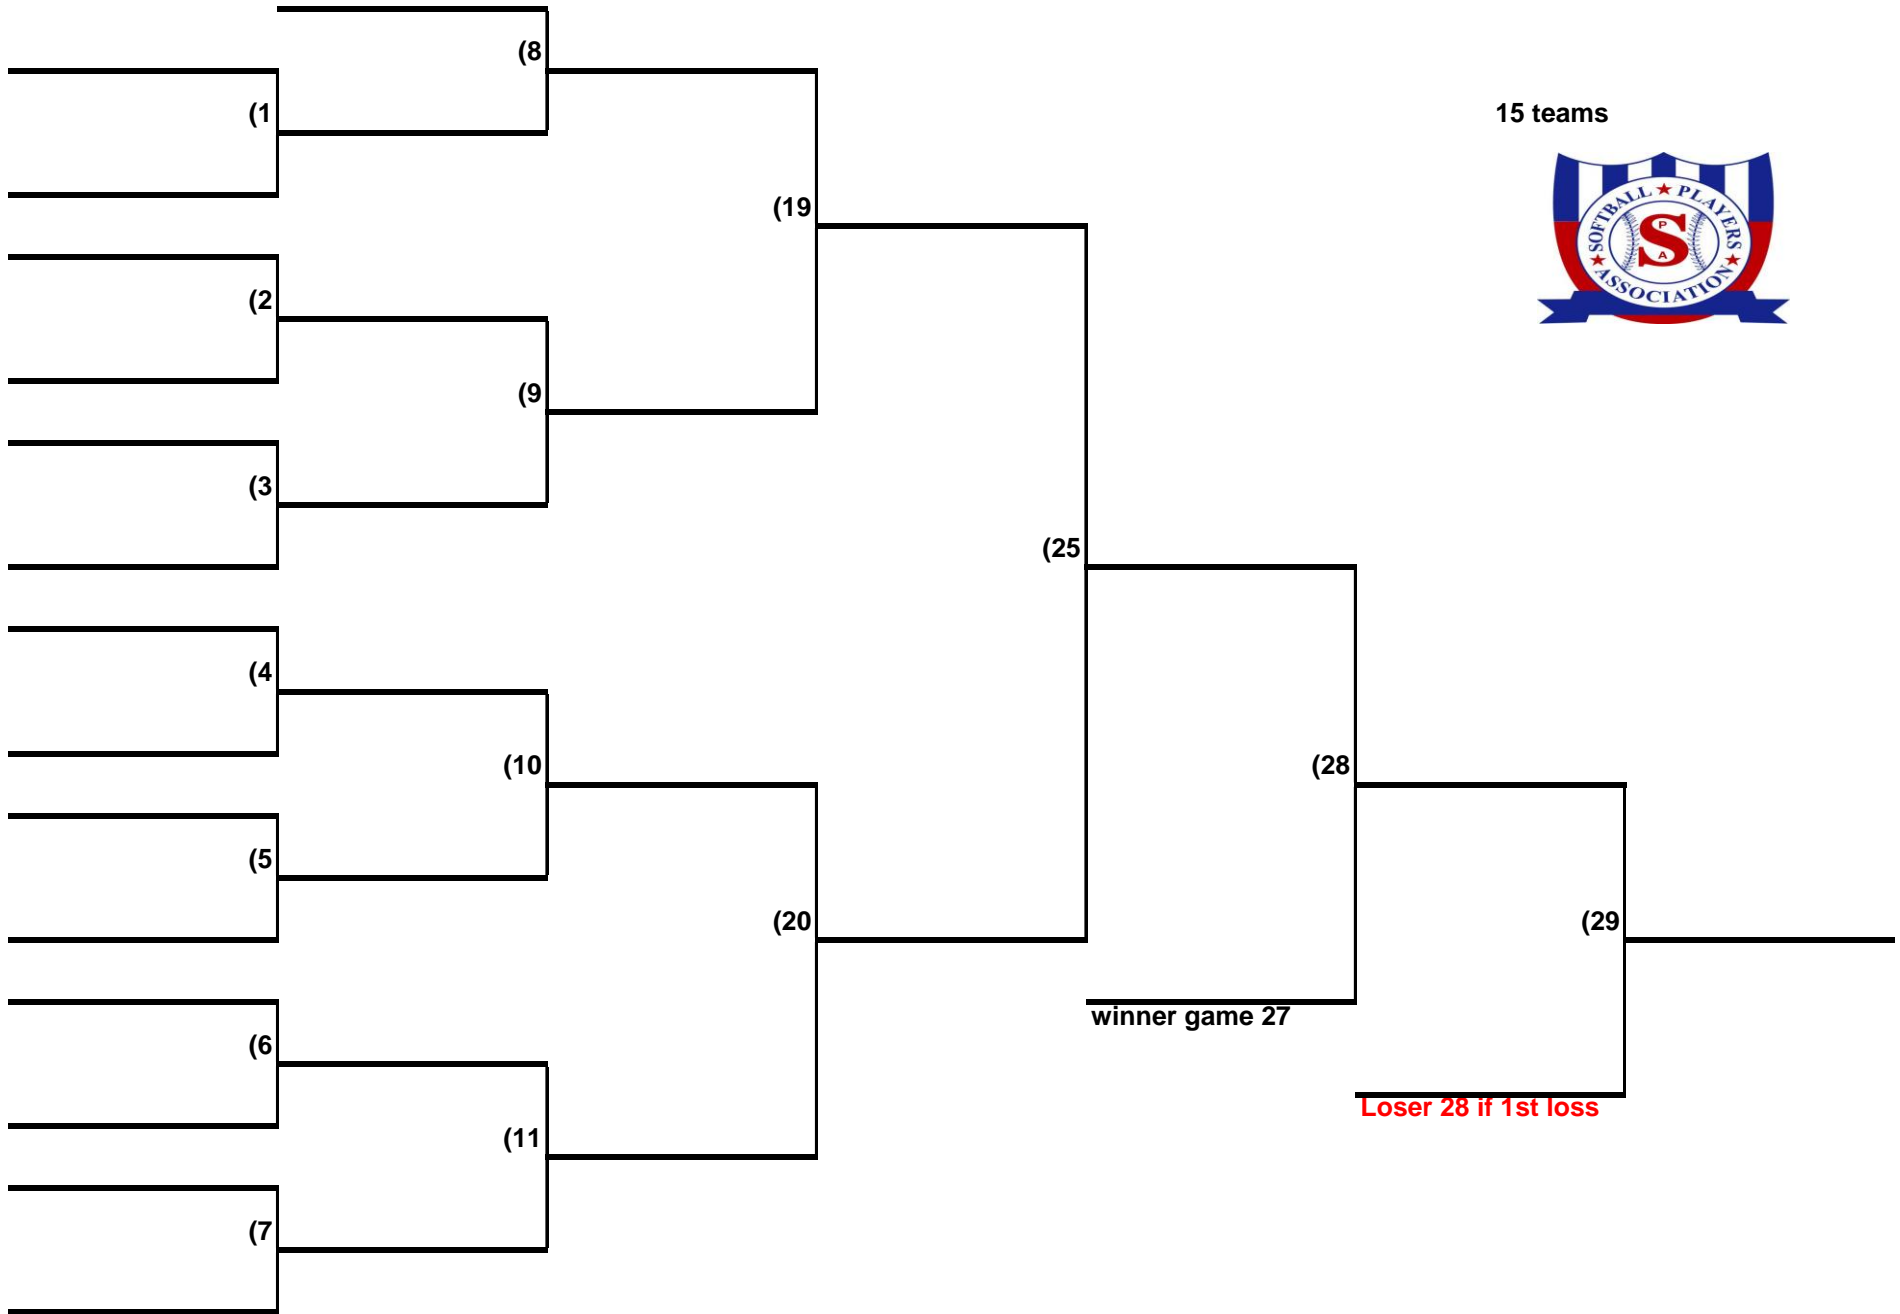 (8
(1
15 teams
SOFTBALL ★ PLAYERS
P
S
A
★ ASSOCIATION ★
(19
(2
(9
(3
(25
(4
(10
(28
(5
(20
(29
winner game 27
(6
Loser 28 if 1st loss
(11
(7